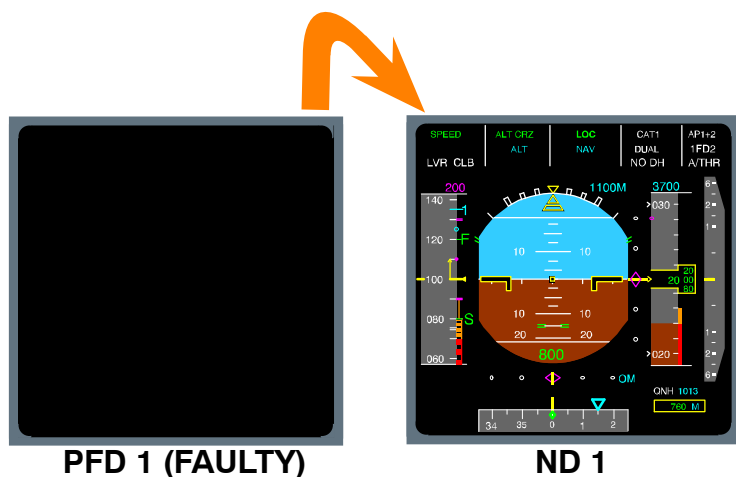 SPEED ALT CRZ LOC CAT1 AP1+2
ALT NAV DUAL 1FD2
LVR CLB NO DH A/THR
200 1100M 3700
140 1 030 6
2
120 F 1
10 10
100 20 20
00
80
080 S 10 10 1
20 20 2
060 800 020 6
OM
QNH 1013
760 M
34 35 0 1 2
PFD 1 (FAULTY) ND 1